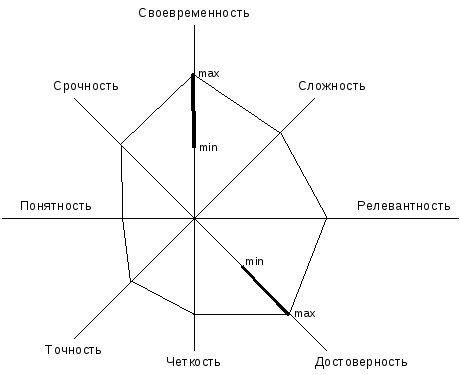 Своевременность
max
Срочность
Сложность
min
Понятность
Релевантность
min
max
Точность
Четкость
Достоверность